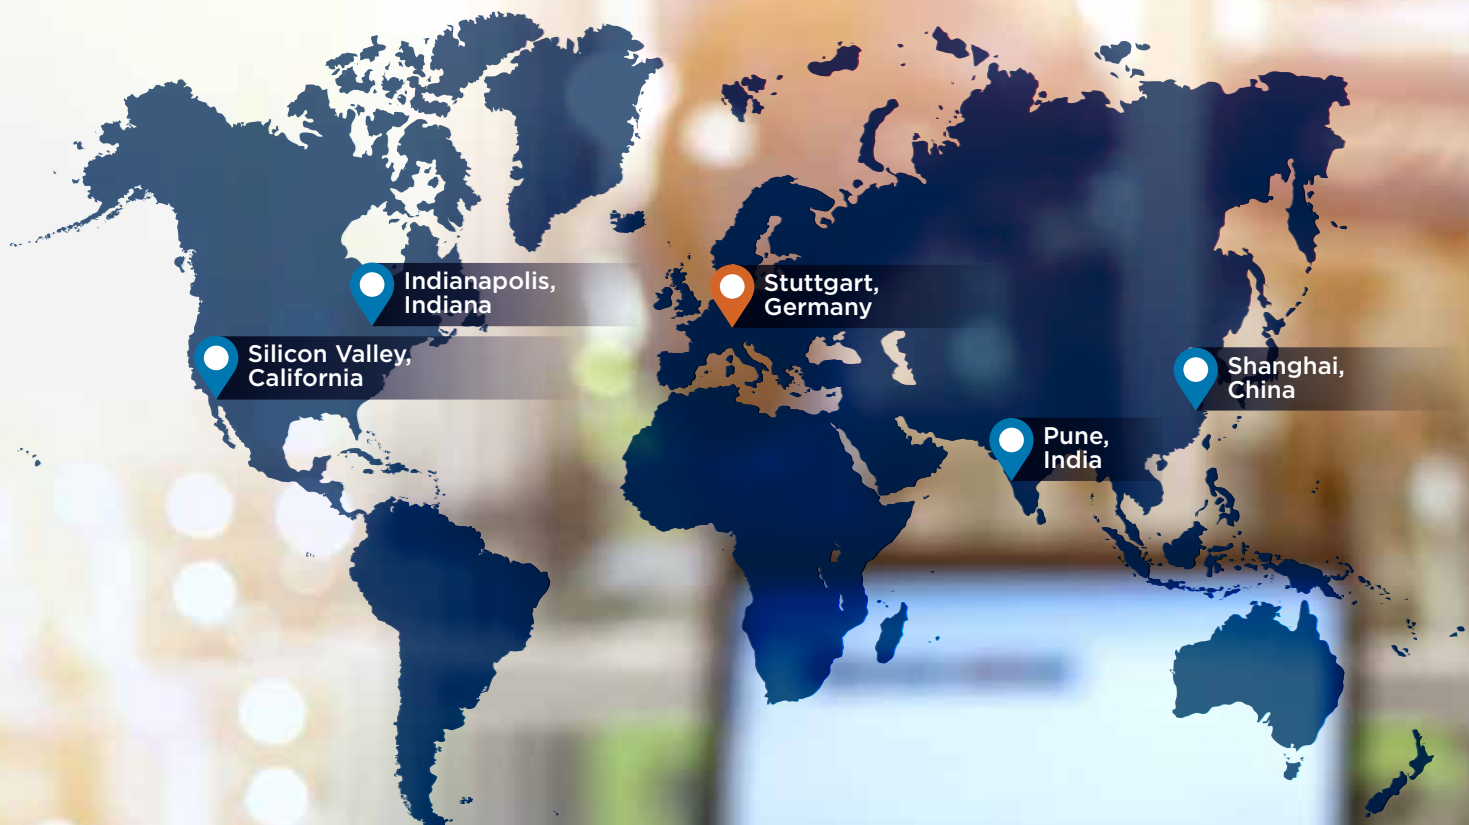 Indianapolis,
Indiana
Stuttgart,
Germany
Silicon Valley,
California
Shanghai,
China
Pune,
India